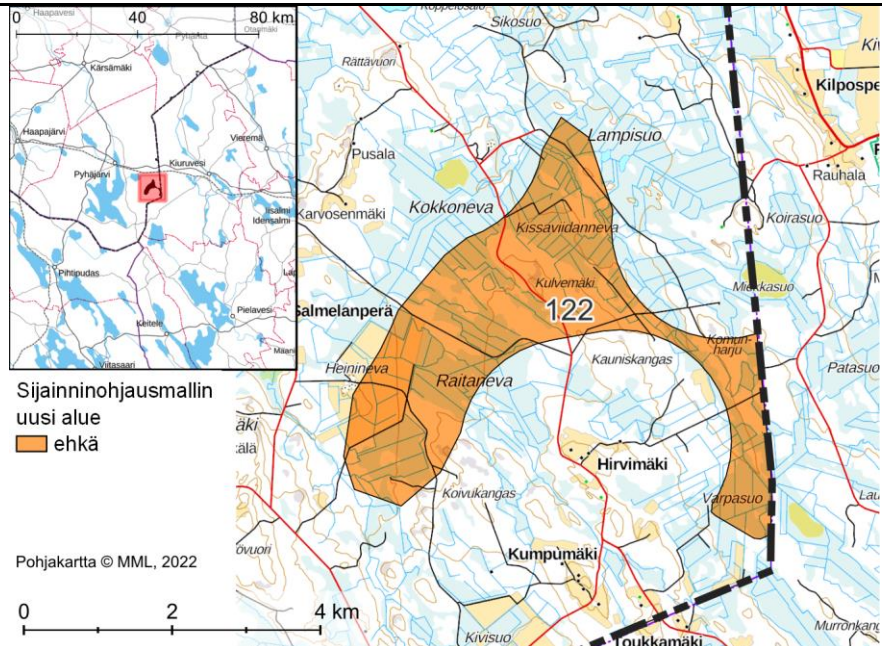 0 40 80 km
Haapavesi
Pyhäntä
Otanmäki
Kärsämäki
Haapajärvi
Vieremä
Pyhäjärvi
Kiuruvesi
Iisalmi
Idensalmi
Pihtipudas
Pielavesi
Keitele
Viitasaari
Sijainninohjausmallin
uusi alue
ehkä
Pohjakartta © MML, 2022
0 2 4 km
Sikosuo
Rättävuori
Lampisuo
Pusala
Kokkoneva
Karvosenmäki
Kissaviidanneva
Kulvemäki
122
Salmelanperä
Heinineva
Raitaneva
Kauniskangas
Komun-
harju
Kilpospe
Rauhala
Koirasuo
Miekkasuo
Patasuo
Hirvimäki
Koivukangas
Varpasuo
Kumpumäki
Kivisuo
Toukkamäki
Murronkang